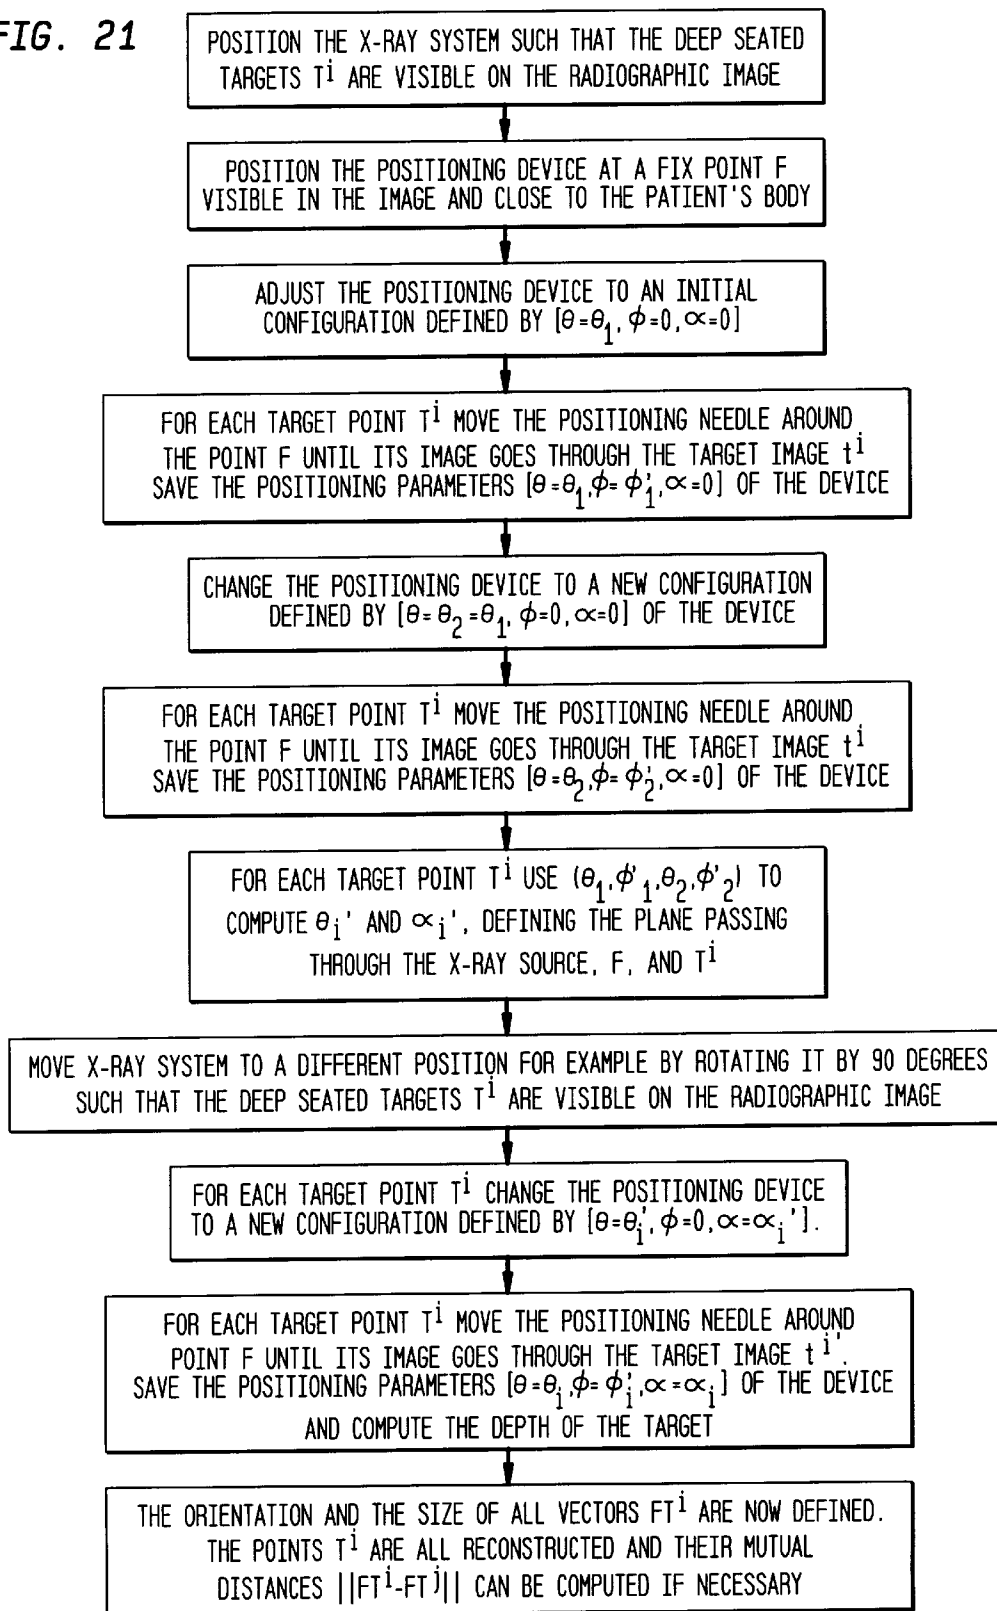 FIG. 21
POSITION THE X-RAY SYSTEM SUCH THAT THE DEEP SEATED
TARGETS Tⁱ ARE VISIBLE ON THE RADIOGRAPHIC IMAGE
POSITION THE POSITIONING DEVICE AT A FIX POINT F
VISIBLE IN THE IMAGE AND CLOSE TO THE PATIENT'S BODY
ADJUST THE POSITIONING DEVICE TO AN INITIAL
CONFIGURATION DEFINED BY [θ=θ₁, ϕ=0,∝=0]
FOR EACH TARGET POINT Tⁱ MOVE THE POSITIONING NEEDLE AROUND
THE POINT F UNTIL ITS IMAGE GOES THROUGH THE TARGET IMAGE tⁱ
SAVE THE POSITIONING PARAMETERS [θ=θ₁,ϕ=ϕ'₁,∝=0] OF THE DEVICE
CHANGE THE POSITIONING DEVICE TO A NEW CONFIGURATION
DEFINED BY [θ=θ₂=θ₁, ϕ=0,∝=0] OF THE DEVICE
FOR EACH TARGET POINT Tⁱ MOVE THE POSITIONING NEEDLE AROUND
THE POINT F UNTIL ITS IMAGE GOES THROUGH THE TARGET IMAGE tⁱ
SAVE THE POSITIONING PARAMETERS [θ=θ₂,ϕ=ϕ'₂,∝=0] OF THE DEVICE
FOR EACH TARGET POINT Tⁱ USE (θ₁,ϕ'₁,θ₂,ϕ'₂) TO
COMPUTE θᵢ' AND ∝ᵢ', DEFINING THE PLANE PASSING
THROUGH THE X-RAY SOURCE, F, AND Tⁱ
MOVE X-RAY SYSTEM TO A DIFFERENT POSITION FOR EXAMPLE BY ROTATING IT BY 90 DEGREES
SUCH THAT THE DEEP SEATED TARGETS Tⁱ ARE VISIBLE ON THE RADIOGRAPHIC IMAGE
FOR EACH TARGET POINT Tⁱ CHANGE THE POSITIONING DEVICE
TO A NEW CONFIGURATION DEFINED BY [θ=θᵢ', ϕ=0,∝=∝ᵢ'].
FOR EACH TARGET POINT Tⁱ MOVE THE POSITIONING NEEDLE AROUND
POINT F UNTIL ITS IMAGE GOES THROUGH THE TARGET IMAGE tⁱ'.
SAVE THE POSITIONING PARAMETERS [θ=θᵢ,ϕ=ϕᵢ',∝=∝ᵢ] OF THE DEVICE
AND COMPUTE THE DEPTH OF THE TARGET
THE ORIENTATION AND THE SIZE OF ALL VECTORS FTⁱ ARE NOW DEFINED.
THE POINTS Tⁱ ARE ALL RECONSTRUCTED AND THEIR MUTUAL
DISTANCES ||FTⁱ-FTʲ|| CAN BE COMPUTED IF NECESSARY